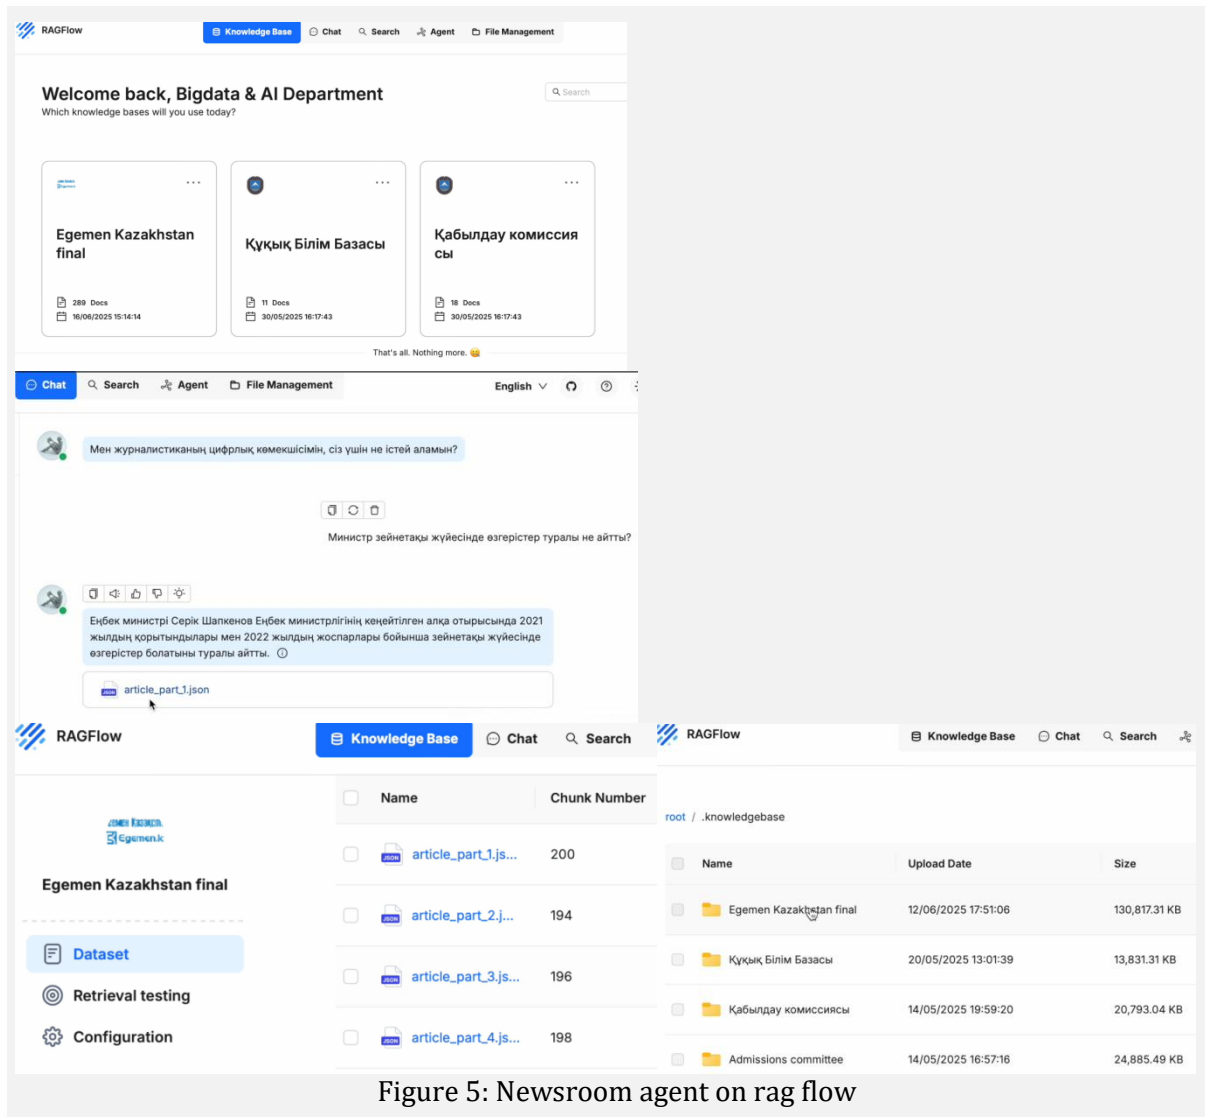 RAGFlow
Knowledge Base Chat Search Agent File Management
Welcome back, Bigdata & AI Department
Which knowledge bases will you use today?
Search
Egemen Kazakhstan
final
289 Docs
16/06/2025 15:14:14
Құқық Білім Базасы
11 Docs
30/05/2025 16:17:43
Қабылдау комиссия
сы
18 Docs
30/05/2025 16:17:43
That's all. Nothing more.
Chat Search Agent File Management English
Мен журналистиканың цифрлық көмекшісімін, сіз үшін не істей аламын?
Министр зейнетақы жүйесінде өзгерістер туралы не айтты?
Еңбек министрі Серік Шапкенов Еңбек министрлігінің кеңейтілген алқа отырысында 2021
жылдың қорытындылары мен 2022 жылдың жоспарлары бойынша зейнетақы жүйесінде
өзгерістер болатыны туралы айтты.
JSON article_part_1.json
RAGFlow
Knowledge Base Chat Search
Egemen.k
Egemen Kazakhstan final
Dataset
Retrieval testing
Configuration
Name Chunk Number
JSON article_part_1.js... 200
JSON article_part_2.j... 194
JSON article_part_3.js... 196
JSON article_part_4.js... 198
RAGFlow
Knowledge Base Chat Search
root / .knowledgebase
Name Upload Date Size
Egemen Kazakhstan final 12/06/2025 17:51:06 130,817.31 KB
Құқық Білім Базасы 20/05/2025 13:01:39 13,831.31 KB
Қабылдау комиссиясы 14/05/2025 19:59:20 20,793.04 KB
Admissions committee 14/05/2025 16:57:16 24,885.49 KB
Figure 5: Newsroom agent on rag flow